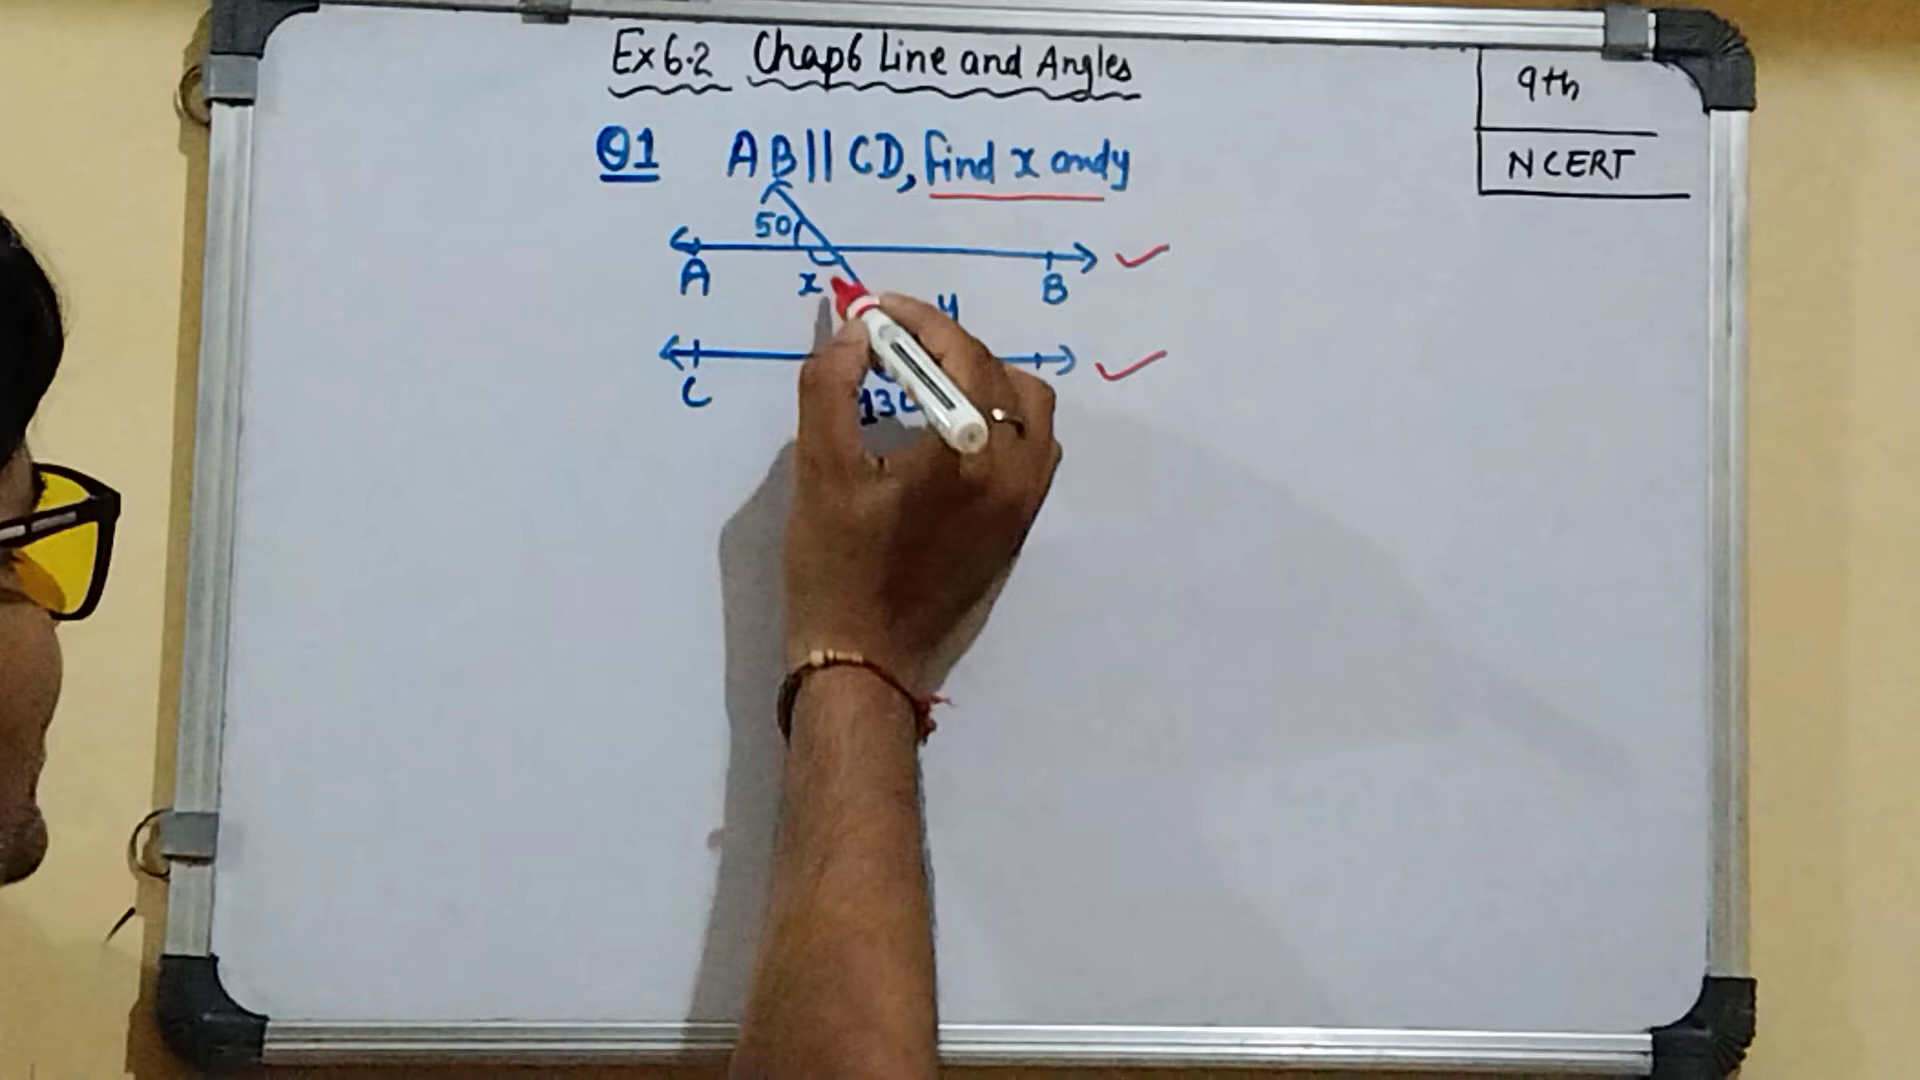 Ex 6.2 Chap6 Line and Angles
9th
NCERT
Q1 AB || CD, find x and y
50
A
x
B
y
C